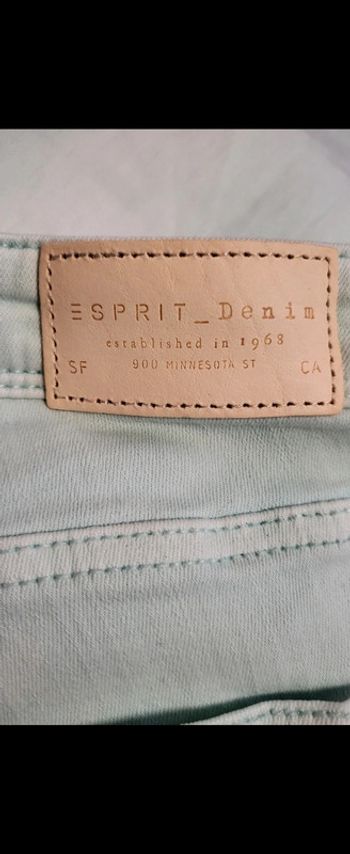 ESPRIT_Denim
established in 1968
SF 900 MINNESOTA ST CA